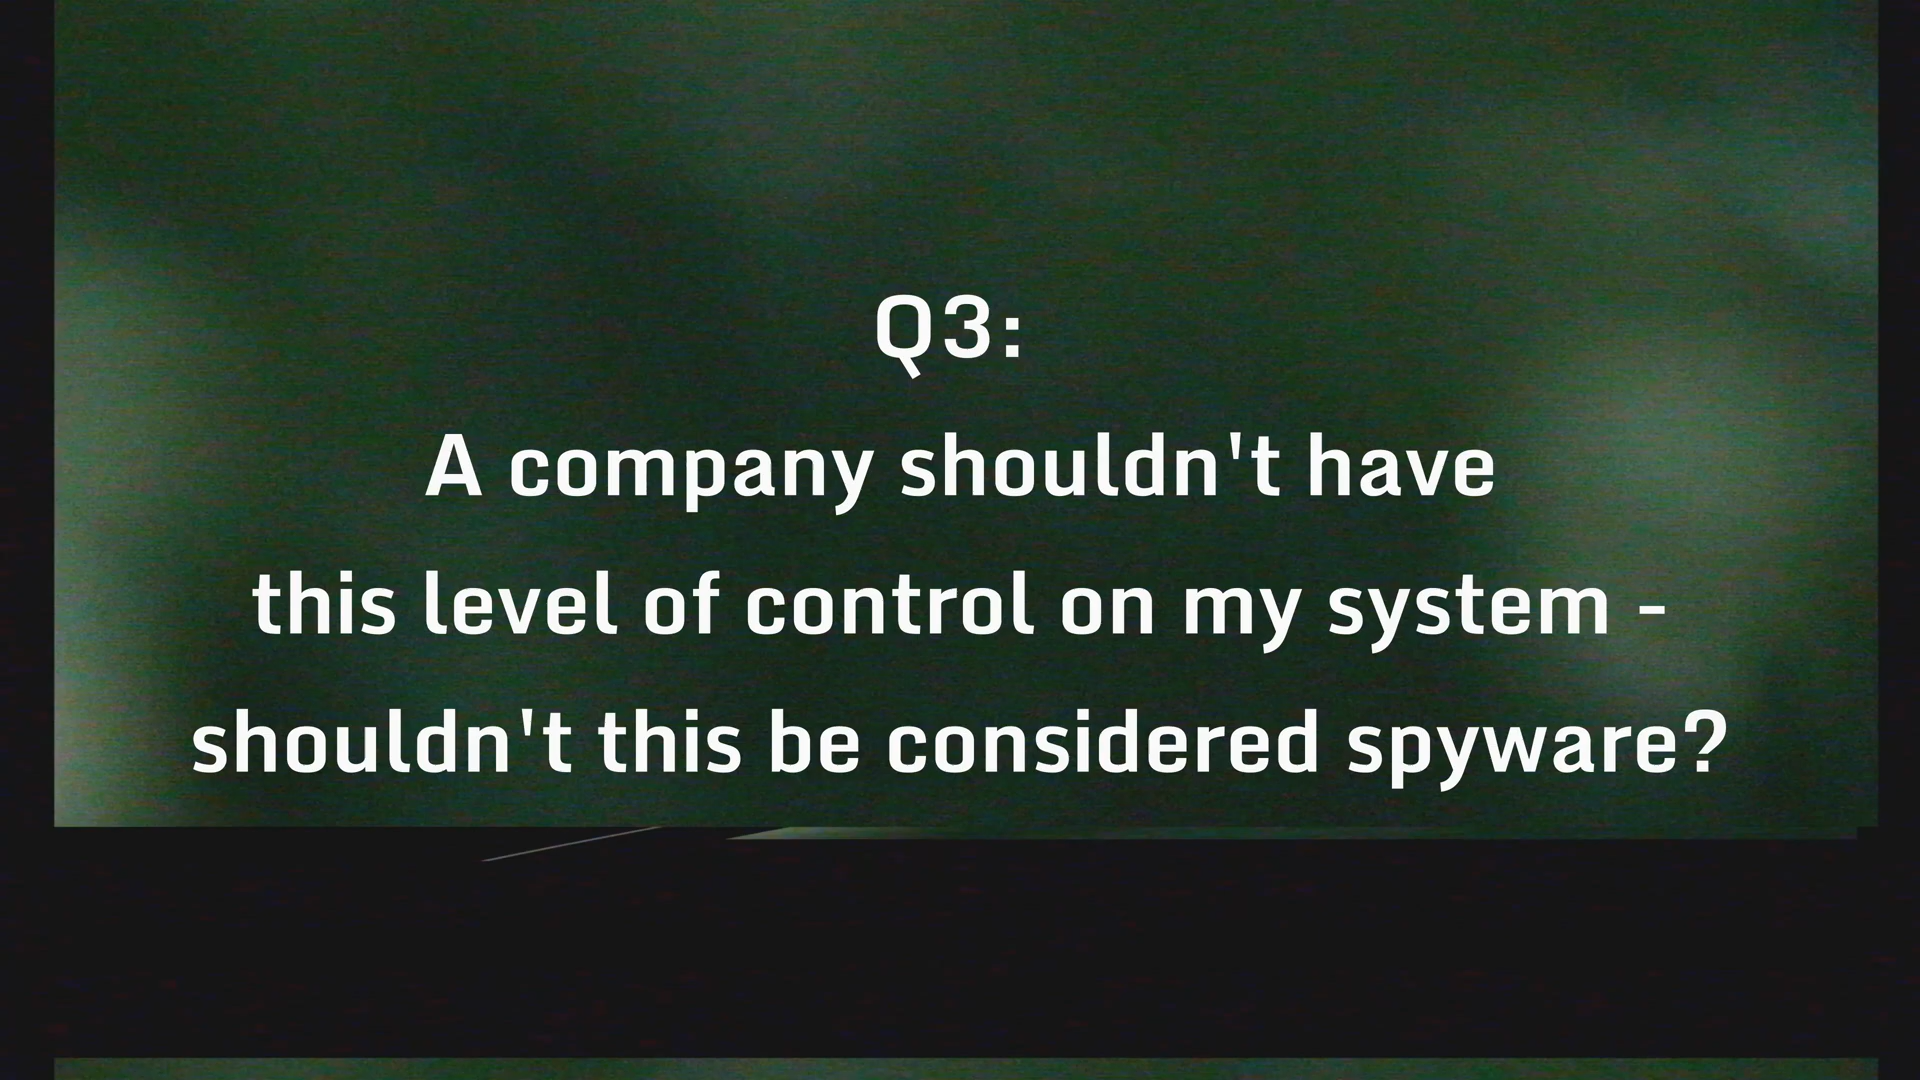 Q3:
A company shouldn't have
this level of control on my system -
shouldn't this be considered spyware?